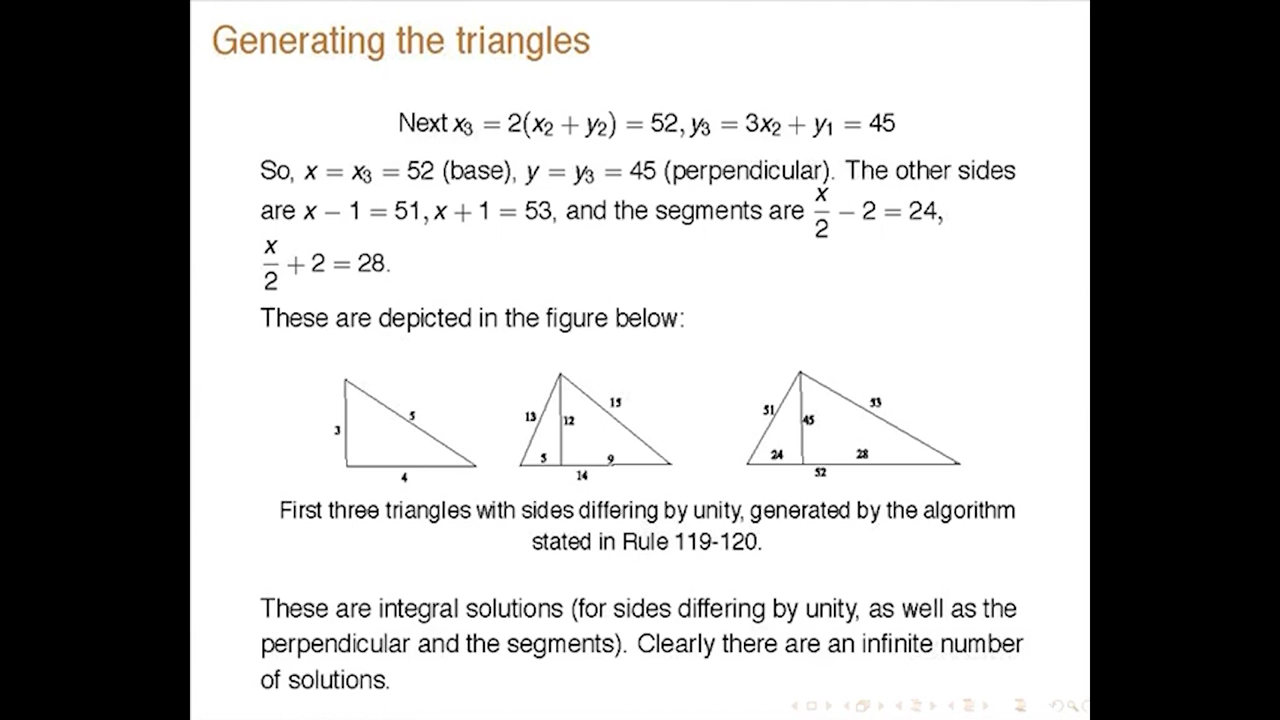 Generating the triangles
Next x₃ = 2(x₂ + y₂) = 52, y₃ = 3x₂ + y₁ = 45
So, x = x₃ = 52 (base), y = y₃ = 45 (perpendicular). The other sides
are x − 1 = 51, x + 1 = 53, and the segments are x/2 − 2 = 24,
x/2 + 2 = 28.
These are depicted in the figure below:
3 5 4
13 12 15 5 9 14
51 45 53 24 28 52
First three triangles with sides differing by unity, generated by the algorithm
stated in Rule 119-120.
These are integral solutions (for sides differing by unity, as well as the
perpendicular and the segments). Clearly there are an infinite number
of solutions.